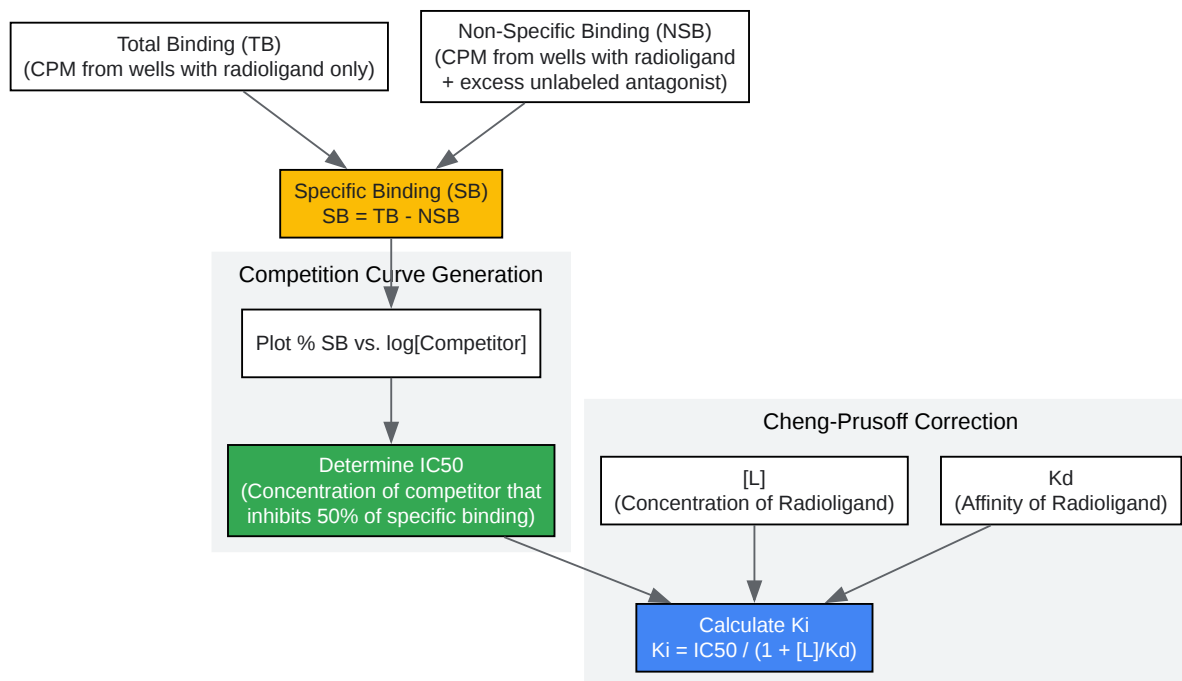 Total Binding (TB)
(CPM from wells with radioligand only)
Non-Specific Binding (NSB)
(CPM from wells with radioligand
+ excess unlabeled antagonist)
Specific Binding (SB)
SB = TB - NSB
Competition Curve Generation
Plot % SB vs. log[Competitor]
Determine IC50
(Concentration of competitor that
inhibits 50% of specific binding)
Cheng-Prusoff Correction
[L]
(Concentration of Radioligand)
Kd
(Affinity of Radioligand)
Calculate Ki
Ki = IC50 / (1 + [L]/Kd)